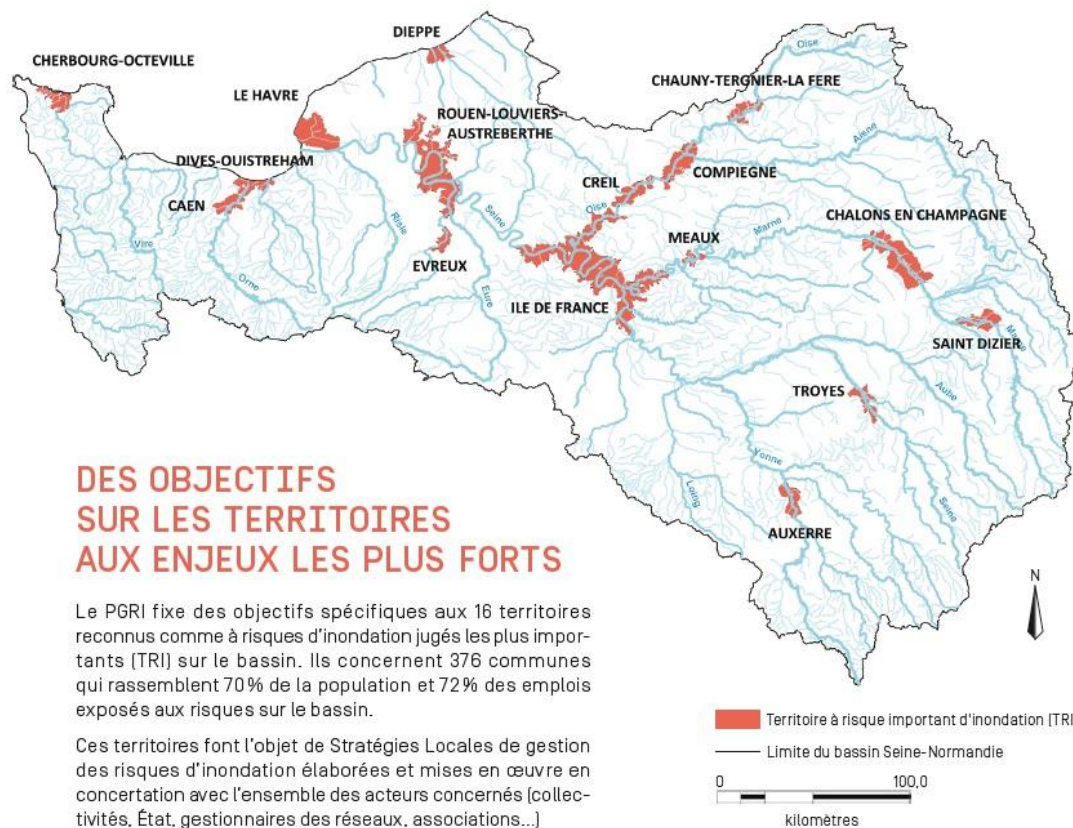 DIEPPE
CHERBOURG-OCTEVILLE
Oise
CHAUNY-TERGNIER-LA FERE
LE HAVRE
ROUEN-LOUVIERS-
AUSTREBERTHE
Aisne
DIVES-OUISTREHAM
CREIL
COMPIEGNE
CAEN
Oise
Seine
CHALONS EN CHAMPAGNE
Risle
MEAUX
Marne
Vire
EVREUX
Orne
Eure
ILE DE FRANCE
Marne
SAINT DIZIER
TROYES
Aube
Yonne
Loing
Seine
AUXERRE
DES OBJECTIFS
SUR LES TERRITOIRES
AUX ENJEUX LES PLUS FORTS
Le PGRI fixe des objectifs spécifiques aux 16 territoires
reconnus comme à risques d'inondation jugés les plus impor-
tants (TRI) sur le bassin. Ils concernent 376 communes
qui rassemblent 70% de la population et 72% des emplois
exposés aux risques sur le bassin.
Ces territoires font l'objet de Stratégies Locales de gestion
des risques d'inondation élaborées et mises en œuvre en
concertation avec l'ensemble des acteurs concernés (collec-
tivités, État, gestionnaires des réseaux, associations...)
N
Territoire à risque important d'inondation (TRI
Limite du bassin Seine-Normandie
0 100,0
kilomètres